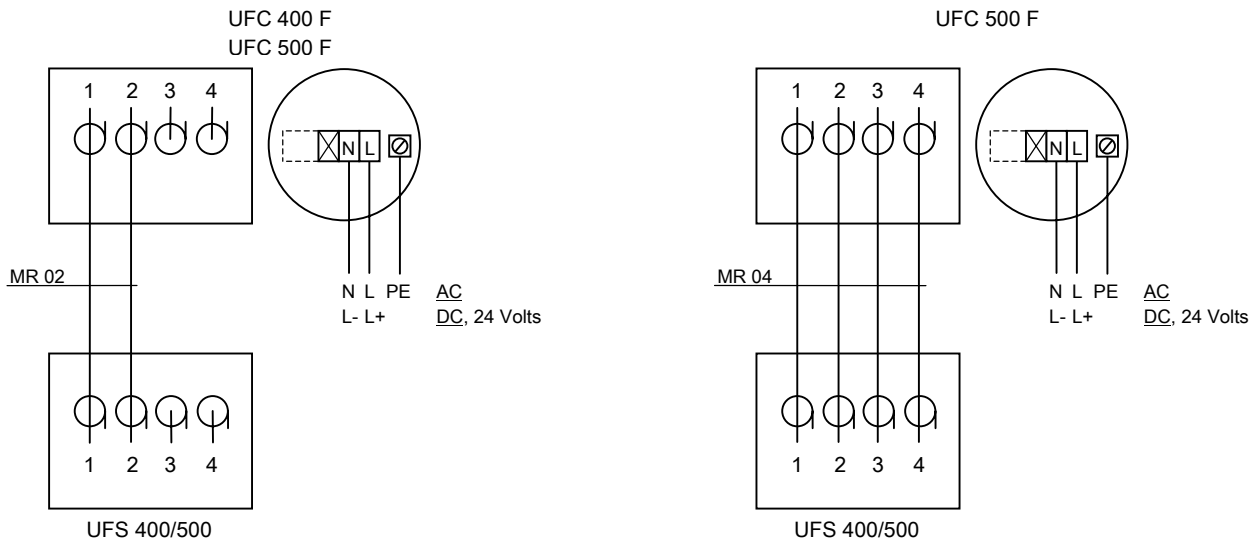 UFC 400 F
UFC 500 F
1 2 3 4
N L
MR 02
N L PE AC
L- L+ DC, 24 Volts
1 2 3 4
UFS 400/500
UFC 500 F
1 2 3 4
N L
MR 04
N L PE AC
L- L+ DC, 24 Volts
1 2 3 4
UFS 400/500